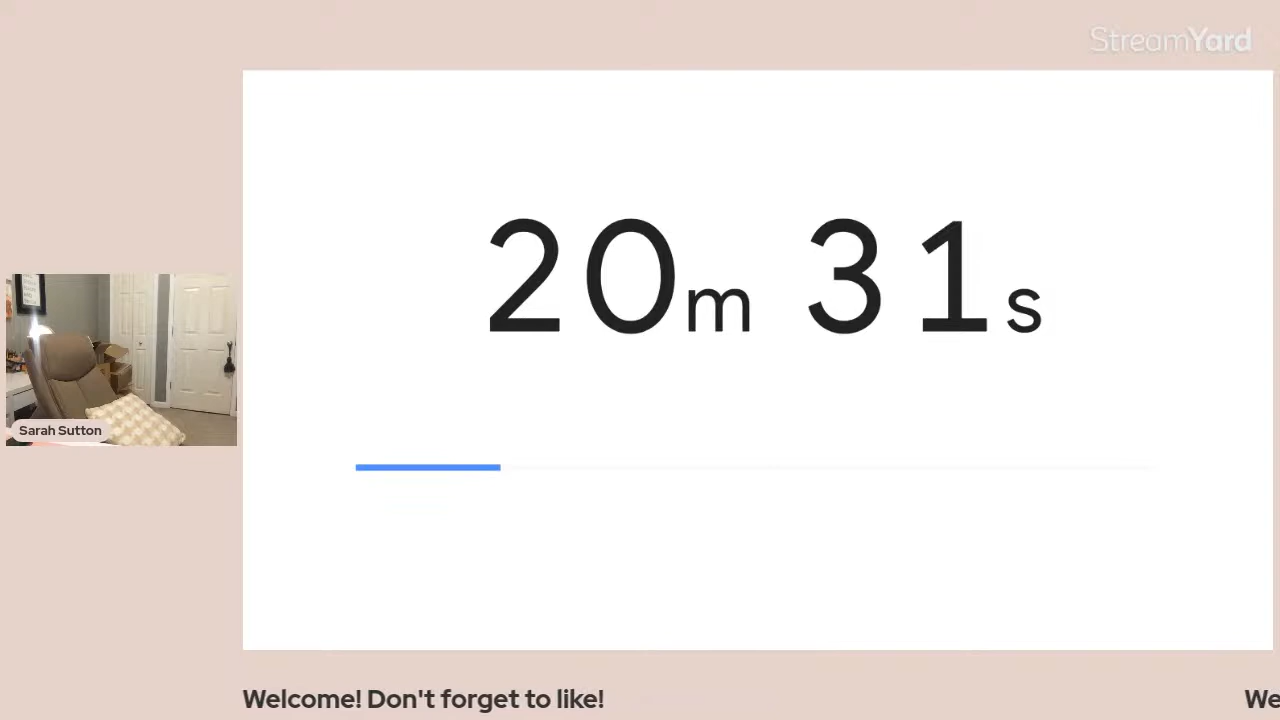 StreamYard
20m 31s
Sarah Sutton
Welcome! Don't forget to like!
We